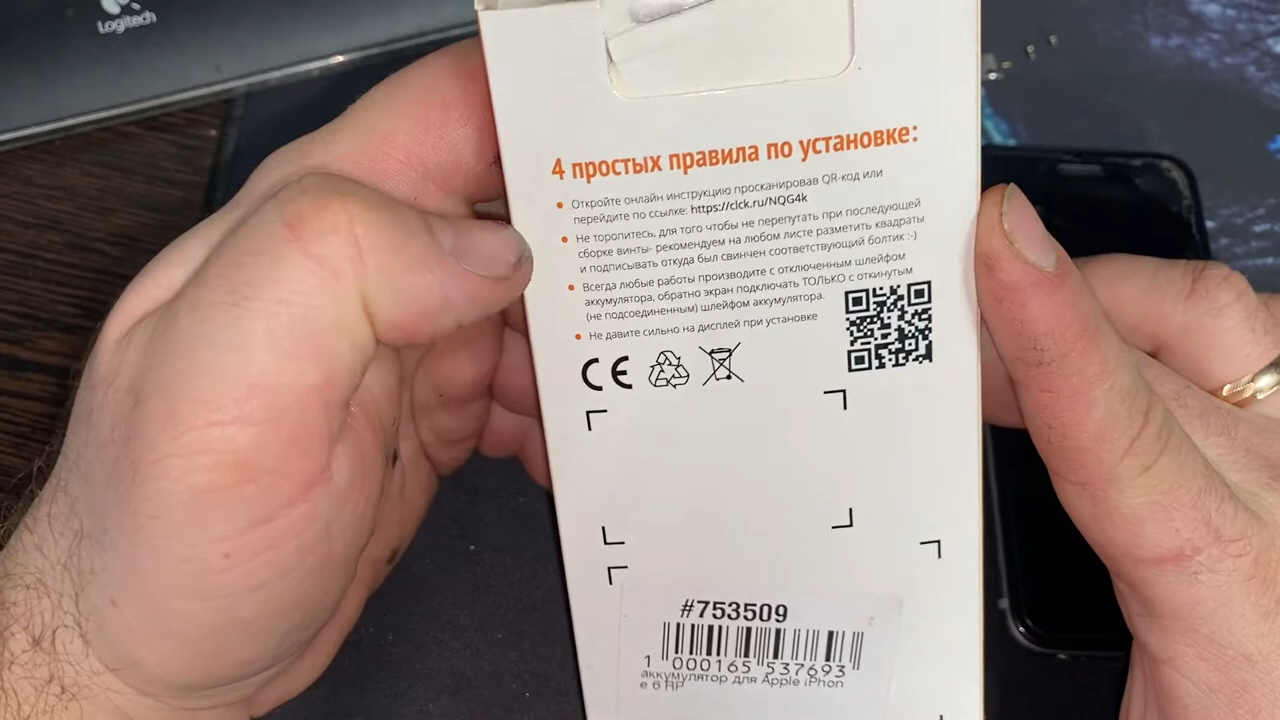 Logitech
4 простых правила по установке:
Откройте онлайн инструкцию просканировав QR-код или
перейдите по ссылке: https://clck.ru/NQG4k
Не торопитесь, для того чтобы не перепутать при последующей
сборке винты- рекомендуем на любом листе разметить квадраты
и подписывать откуда был свинчен соответствующий болтик :-)
Всегда любые работы производите с отключенным шлейфом
аккумулятора, обратно экран подключать ТОЛЬКО с откинутым
(не подсоединенным) шлейфом аккумулятора.
Не давите сильно на дисплей при установке
CE
#753509
1 000165 537693
аккумулятор для Apple iPhon
e 6 HP